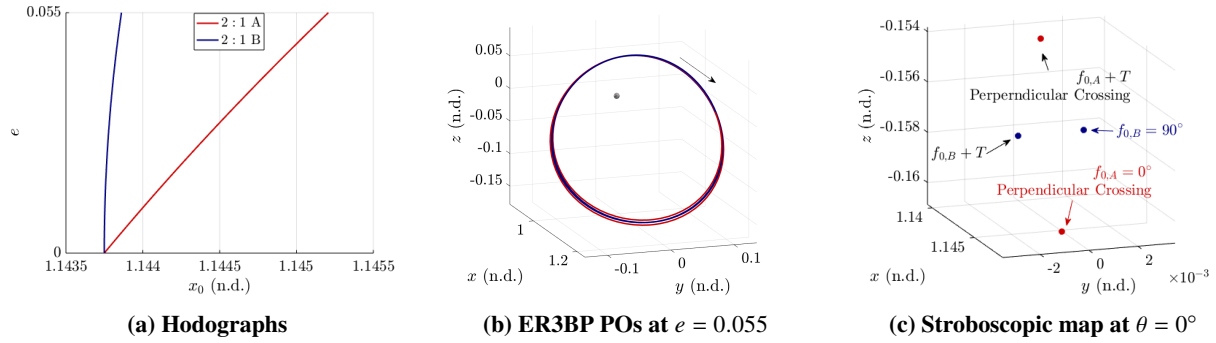 0.055
2 : 1 A
2 : 1 B
e
0
1.1435
1.144
1.1445
1.145
1.1455
x₀ (n.d.)
(a) Hodographs
0.05
0
-0.05
-0.1
-0.15
z (n.d.)
1
1.2
x (n.d.)
-0.1
0
0.1
y (n.d.)
(b) ER3BP POs at e = 0.055
-0.154
-0.156
-0.158
-0.16
z (n.d.)
f₀,A + T
Perperndicular Crossing
f₀,B = 90°
f₀,B + T
f₀,A = 0°
Perpendicular Crossing
1.14
1.145
x (n.d.)
-2
0
2
×10⁻³
y (n.d.)
(c) Stroboscopic map at θ = 0°